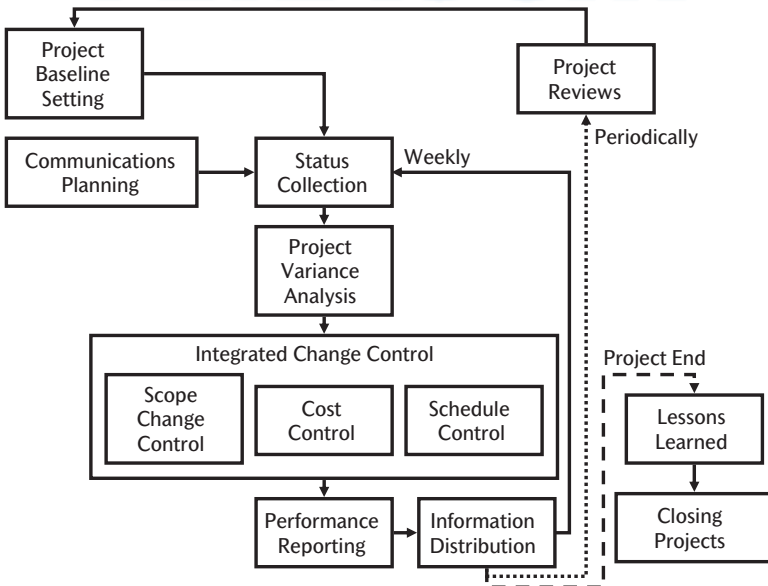 Project
Baseline
Setting
Project
Reviews
Periodically
Communications
Planning
Status
Collection
Weekly
Project
Variance
Analysis
Integrated Change Control
Scope
Change
Control
Cost
Control
Schedule
Control
Project End
Lessons
Learned
Performance
Reporting
Information
Distribution
Closing
Projects